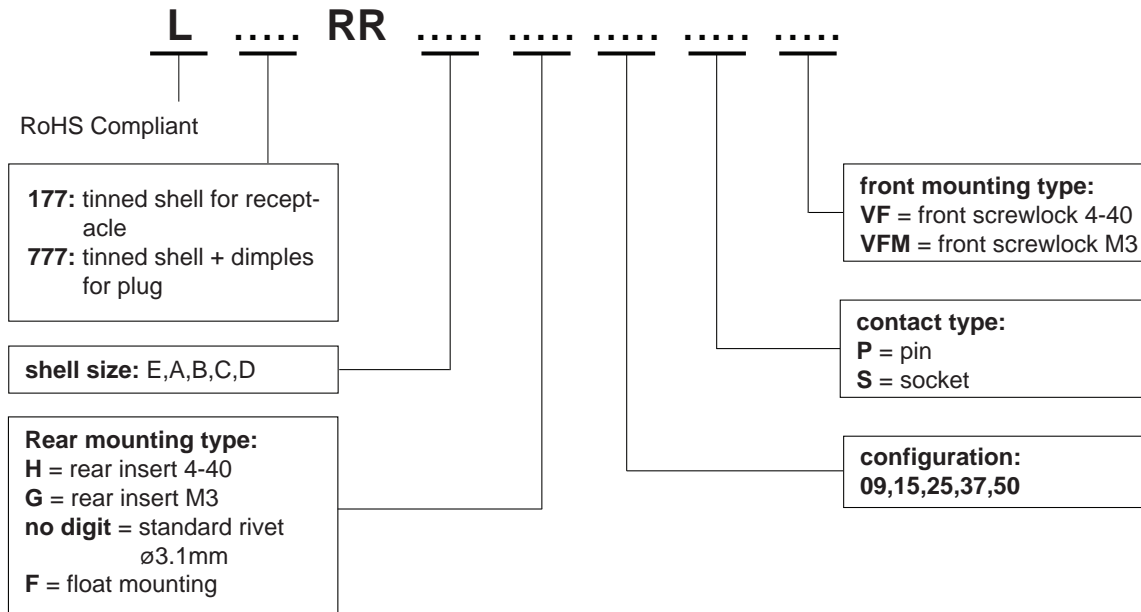 L ..... RR ..... ..... ..... ..... .....
RoHS Compliant
177: tinned shell for recept-
acle
777: tinned shell + dimples
for plug
shell size: E,A,B,C,D
Rear mounting type:
H = rear insert 4-40
G = rear insert M3
no digit = standard rivet
ø3.1mm
F = float mounting
front mounting type:
VF = front screwlock 4-40
VFM = front screwlock M3
contact type:
P = pin
S = socket
configuration:
09,15,25,37,50